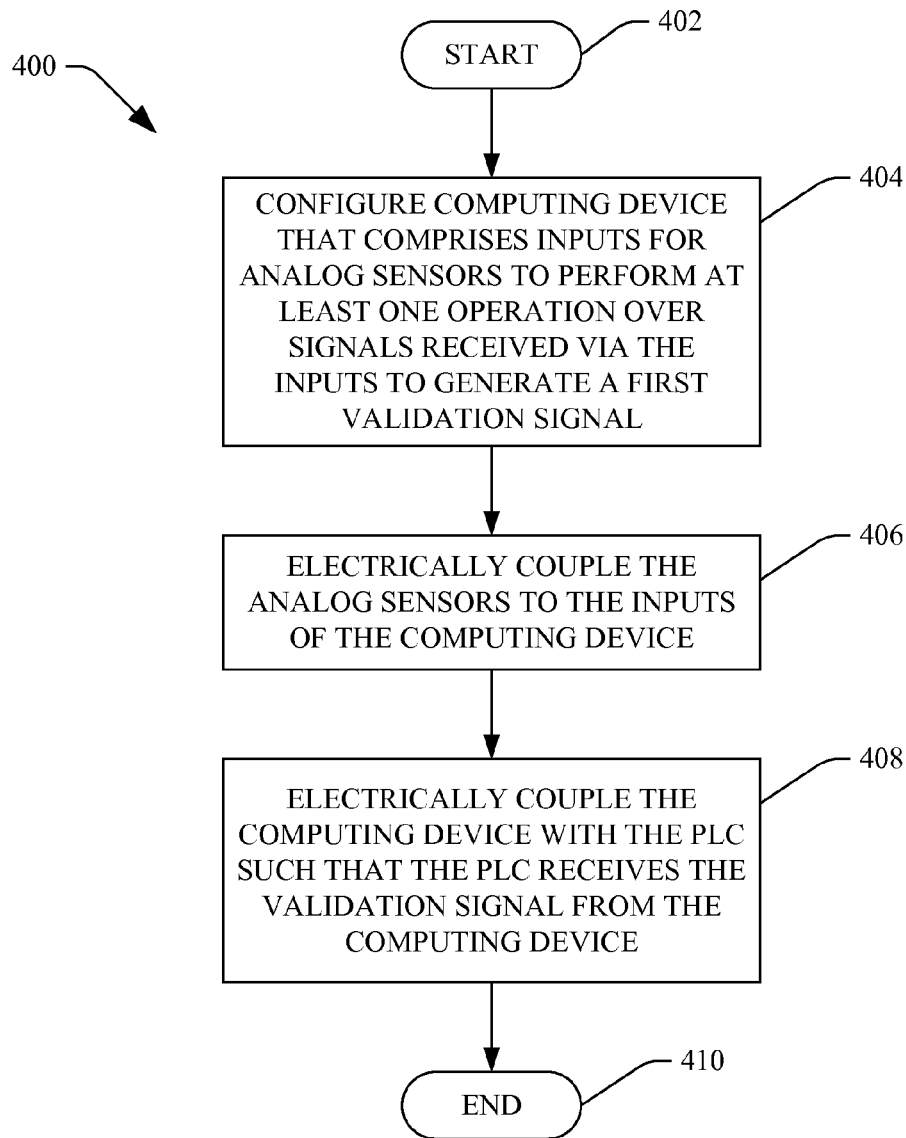 402
START
400
404
CONFIGURE COMPUTING DEVICE
THAT COMPRISES INPUTS FOR
ANALOG SENSORS TO PERFORM AT
LEAST ONE OPERATION OVER
SIGNALS RECEIVED VIA THE
INPUTS TO GENERATE A FIRST
VALIDATION SIGNAL
406
ELECTRICALLY COUPLE THE
ANALOG SENSORS TO THE INPUTS
OF THE COMPUTING DEVICE
408
ELECTRICALLY COUPLE THE
COMPUTING DEVICE WITH THE PLC
SUCH THAT THE PLC RECEIVES THE
VALIDATION SIGNAL FROM THE
COMPUTING DEVICE
410
END